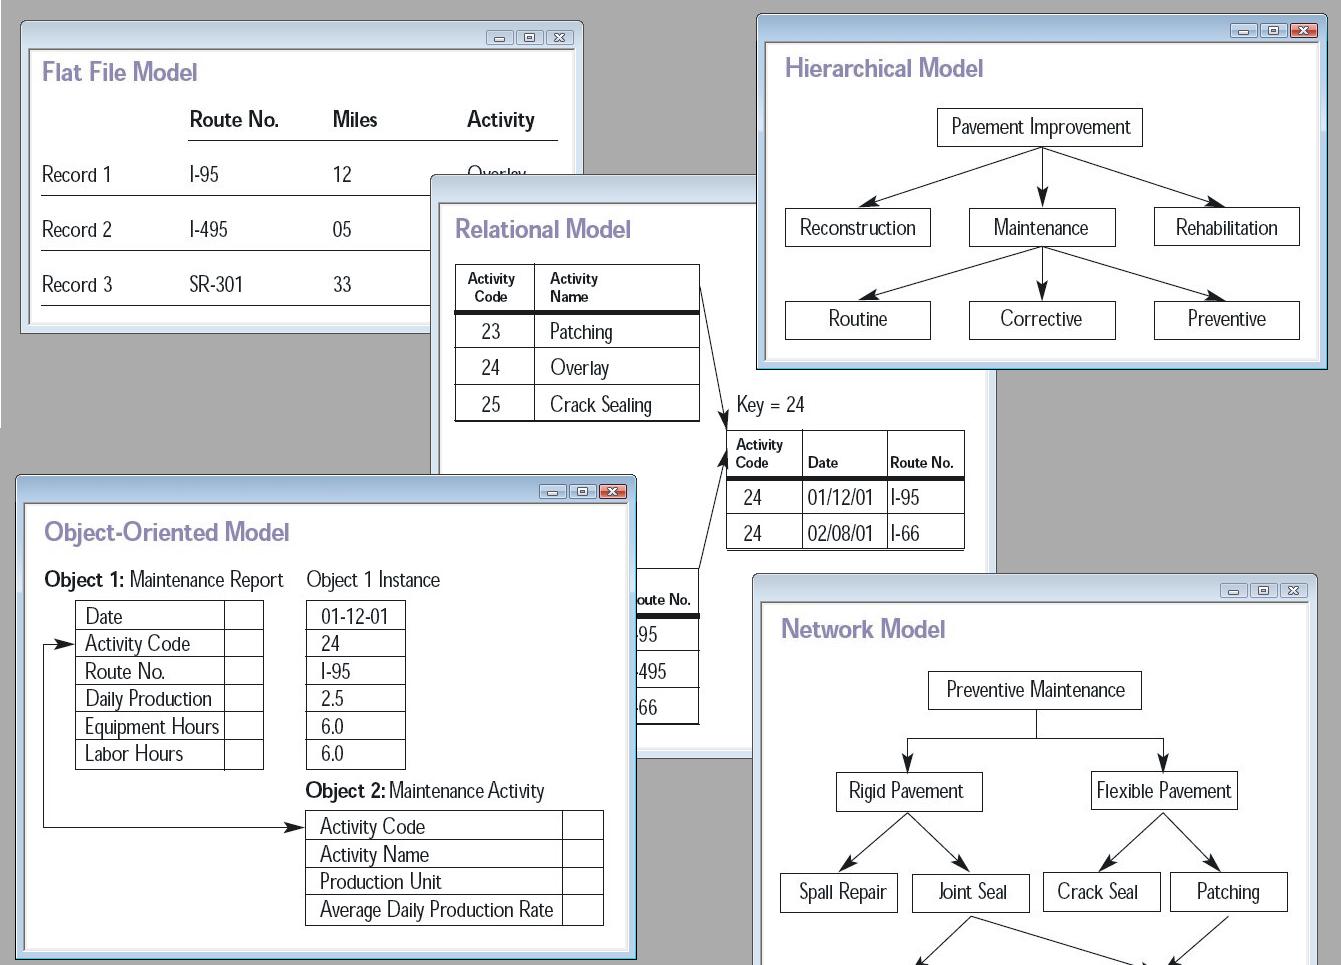 Flat File Model
Route No. Miles Activity
Record 1 I-95 12 Overlay
Record 2 I-495 05
Record 3 SR-301 33
Hierarchical Model
Pavement Improvement
Reconstruction Maintenance Rehabilitation
Routine Corrective Preventive
Relational Model
Activity Code Activity Name
23 Patching
24 Overlay
25 Crack Sealing
Key = 24
Activity Code Date Route No.
24 01/12/01 I-95
24 02/08/01 I-66
oute No.
-95
-495
-66
Object-Oriented Model
Object 1: Maintenance Report Object 1 Instance
Date 01-12-01
Activity Code 24
Route No. I-95
Daily Production 2.5
Equipment Hours 6.0
Labor Hours 6.0
Object 2: Maintenance Activity
Activity Code
Activity Name
Production Unit
Average Daily Production Rate
Network Model
Preventive Maintenance
Rigid Pavement Flexible Pavement
Spall Repair Joint Seal Crack Seal Patching